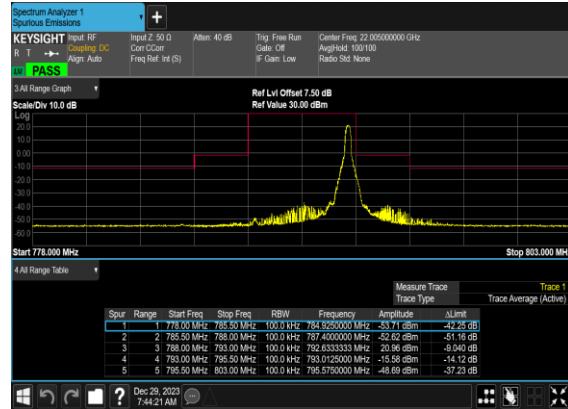 Spectrum Analyzer 1
Spurious Emissions
KEYSIGHT
R T
LM PASS
Input: RF
Coupling: DC
Align: Auto
Input Z: 50 Ω
Corr CCorr
Freq Ref: Int (S)
Atten: 40 dB
Trig: Free Run
Gate: Off
IF Gain: Low
Center Freq: 22.005000000 GHz
Avg|Hold: 100/100
Radio Std: None
3 All Range Graph
Ref Lvl Offset 7.50 dB
Scale/Div 10.0 dB
Ref Value 30.00 dBm
Log
20.0
10.0
0.00
-10.0
-20.0
-30.0
-40.0
-50.0
-60.0
Start 778.000 MHz
Stop 803.000 MH
4 All Range Table
Measure Trace Trace 1
Trace Type Trace Average (Active)
Spur Range Start Freq Stop Freq RBW Frequency Amplitude ΔLimit
1 1 778.00 MHz 785.50 MHz 100.0 kHz 784.9250000 MHz -53.71 dBm -42.25 dB
2 2 785.50 MHz 788.00 MHz 100.0 kHz 787.4000000 MHz -52.62 dBm -51.16 dB
3 3 788.00 MHz 793.00 MHz 100.0 kHz 792.6333333 MHz 20.96 dBm -9.040 dB
4 4 793.00 MHz 795.50 MHz 100.0 kHz 793.0125000 MHz -15.58 dBm -14.12 dB
5 5 795.50 MHz 803.00 MHz 100.0 kHz 795.5750000 MHz -48.69 dBm -37.23 dB
?
Dec 29, 2023
7:44:21 AM